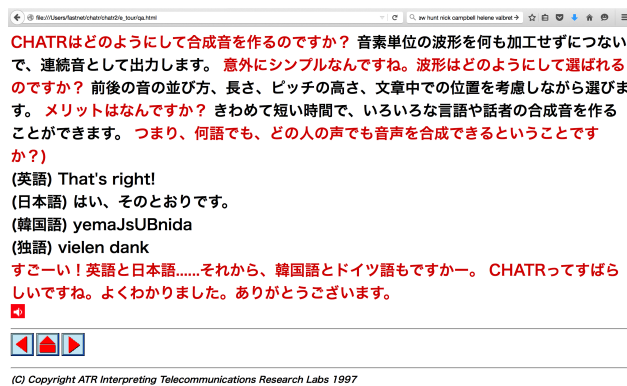 file:///Users/fastnet/chatr/chatr2/e_tour/qa.html
sw hunt nick campbell helene valbret
CHATRはどのようにして合成音を作るのですか？ 音素単位の波形を何も加工せずにつない
で、連続音として出力します。 意外にシンプルなんですね。波形はどのようにして選ばれる
のですか？ 前後の音の並び方、長さ、ピッチの高さ、文章中での位置を考慮しながら選びま
す。 メリットはなんですか？ きわめて短い時間で、いろいろな言語や話者の合成音を作る
ことができます。 つまり、何語でも、どの人の声でも音声を合成できるということです
か？)
(英語) That's right!
(日本語) はい、そのとおりです。
(韓国語) yemaJsUBnida
(独語) vielen dank
すごーい！英語と日本語......それから、韓国語とドイツ語もですかー。 CHATRってすばら
しいですね。よくわかりました。ありがとうございます。
(C) Copyright ATR Interpreting Telecommunications Research Labs 1997